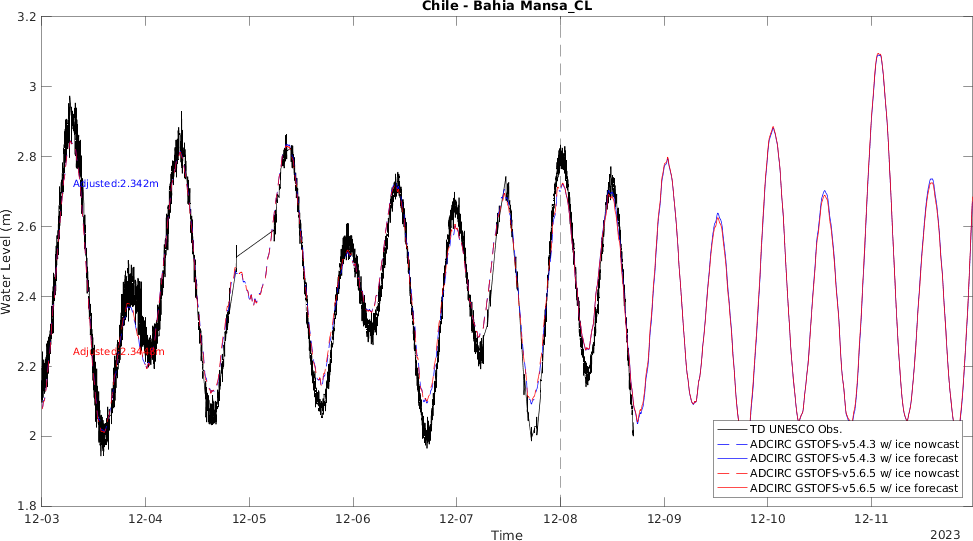 Chile - Bahia Mansa_CL
3.2
3
2.8
2.6
2.4
2.2
2
1.8
Water Level (m)
Adjusted:2.342m
TD UNESCO Obs.
ADCIRC GSTOFS-v5.4.3 w/ ice nowcast
ADCIRC GSTOFS-v5.4.3 w/ ice forecast
ADCIRC GSTOFS-v5.6.5 w/ ice nowcast
ADCIRC GSTOFS-v5.6.5 w/ ice forecast
12-03
12-04
12-05
12-06
12-07
12-08
12-09
12-10
12-11
Time
2023